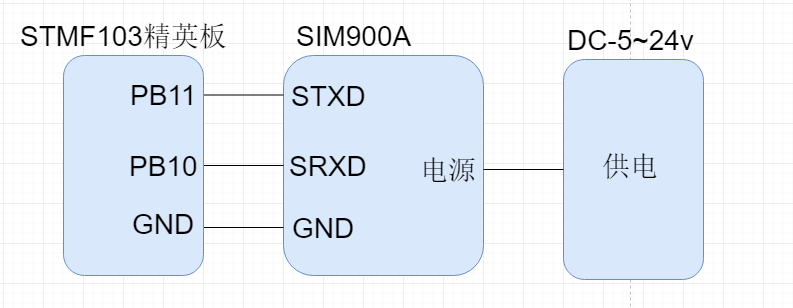 STMF103精英板
SIM900A
DC-5~24v
PB11
STXD
PB10
SRXD
电源
供电
GND
GND